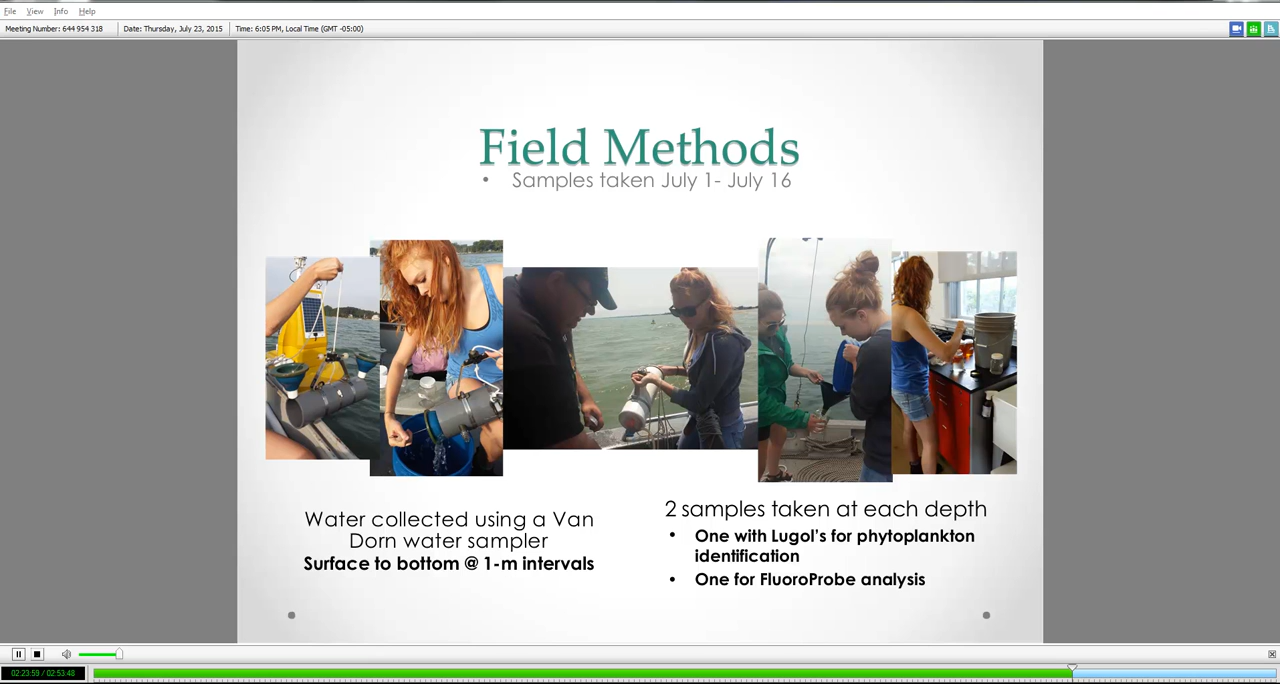 File View Info Help
Meeting Number: 644 954 318 Date: Thursday, July 23, 2015 Time: 6:05 PM, Local Time (GMT -05:00)
Field Methods
• Samples taken July 1- July 16
Water collected using a Van
Dorn water sampler
Surface to bottom @ 1-m intervals
2 samples taken at each depth
• One with Lugol's for phytoplankton
identification
• One for FluoroProbe analysis
02:23:59 / 02:53:48